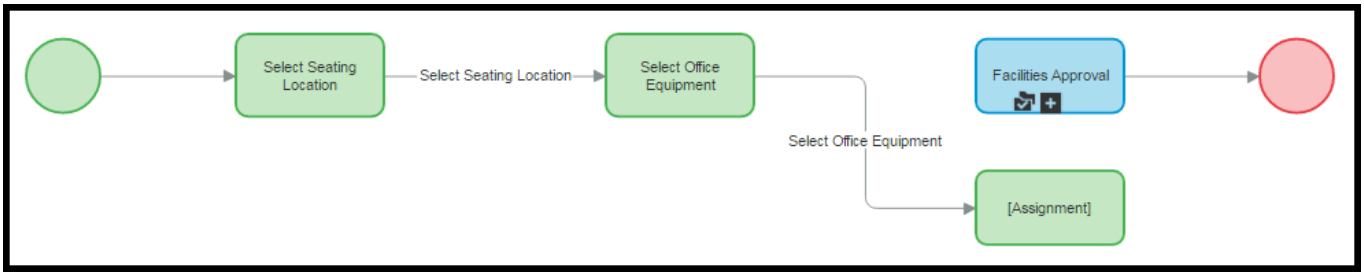 Select Seating
Location
Select Seating Location
Select Office
Equipment
Facilities Approval
Select Office Equipment
[Assignment]